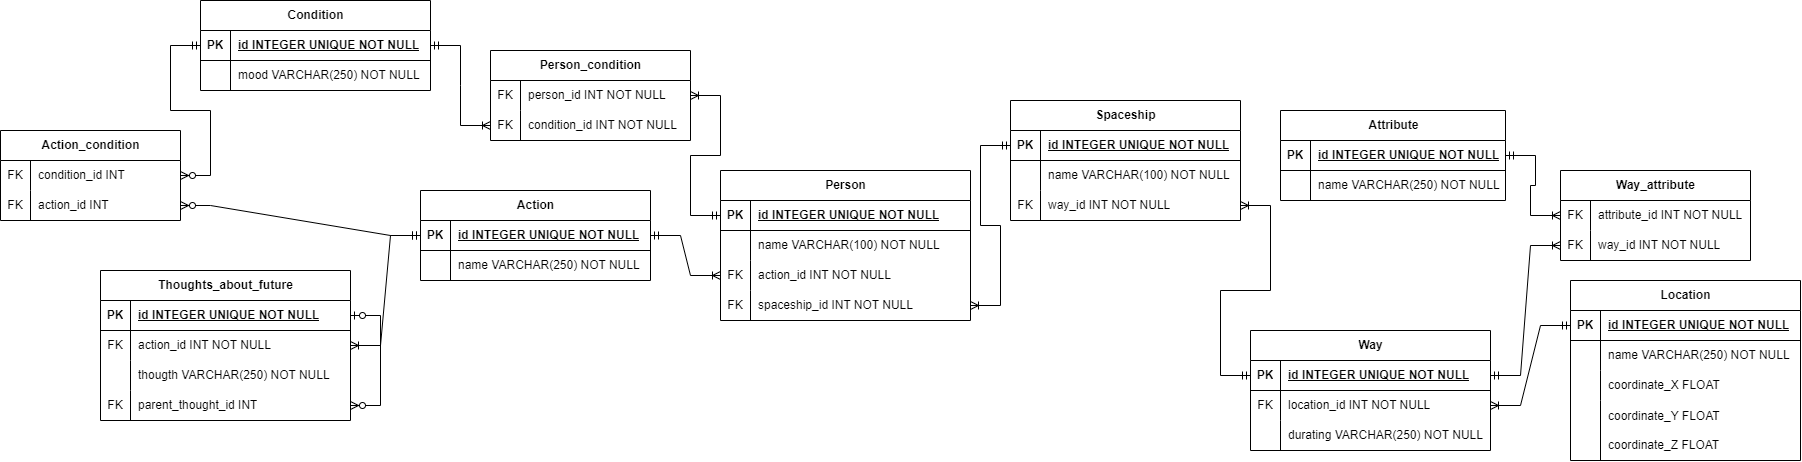 Condition
PK id INTEGER UNIQUE NOT NULL
mood VARCHAR(250) NOT NULL
Person_condition
FK person_id INT NOT NULL
FK condition_id INT NOT NULL
Action_condition
FK condition_id INT
FK action_id INT
Action
PK id INTEGER UNIQUE NOT NULL
name VARCHAR(250) NOT NULL
Thoughts_about_future
PK id INTEGER UNIQUE NOT NULL
FK action_id INT NOT NULL
thougth VARCHAR(250) NOT NULL
FK parent_thought_id INT
Person
PK id INTEGER UNIQUE NOT NULL
name VARCHAR(100) NOT NULL
FK action_id INT NOT NULL
FK spaceship_id INT NOT NULL
Spaceship
PK id INTEGER UNIQUE NOT NULL
name VARCHAR(100) NOT NULL
FK way_id INT NOT NULL
Attribute
PK id INTEGER UNIQUE NOT NULL
name VARCHAR(250) NOT NULL
Way_attribute
FK attribute_id INT NOT NULL
FK way_id INT NOT NULL
Way
PK id INTEGER UNIQUE NOT NULL
FK location_id INT NOT NULL
durating VARCHAR(250) NOT NULL
Location
PK id INTEGER UNIQUE NOT NULL
name VARCHAR(250) NOT NULL
coordinate_X FLOAT
coordinate_Y FLOAT
coordinate_Z FLOAT